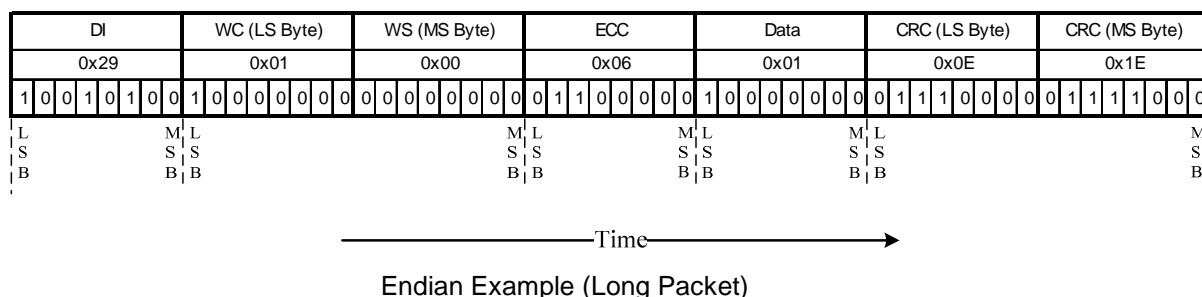 DI WC (LS Byte) WS (MS Byte) ECC Data CRC (LS Byte) CRC (MS Byte)
0x29 0x01 0x00 0x06 0x01 0x0E 0x1E
1 0 0 1 0 1 0 0 1 0 0 0 0 0 0 0 0 0 0 0 0 0 0 0 0 1 1 0 0 0 0 0 1 0 0 0 0 0 0 0 0 1 1 1 0 0 0 0 0 1 1 1 1 0 0 0
L M L M L M L M L M
S S S S S S S S S S
B B B B B B B B B B
Time
Endian Example (Long Packet)